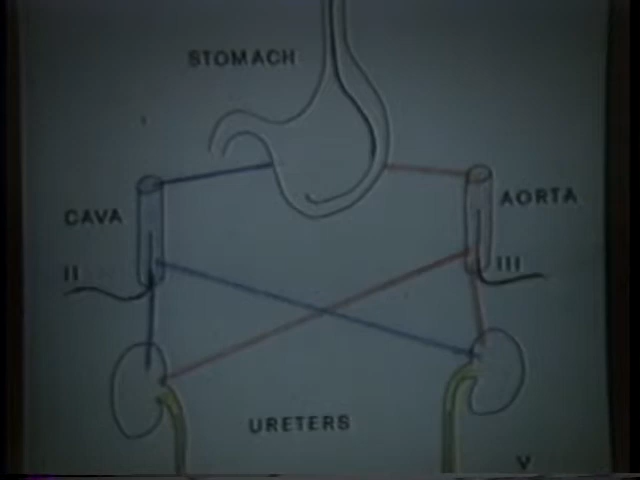 STOMACH
CAVA
AORTA
II
III
URETERS
V